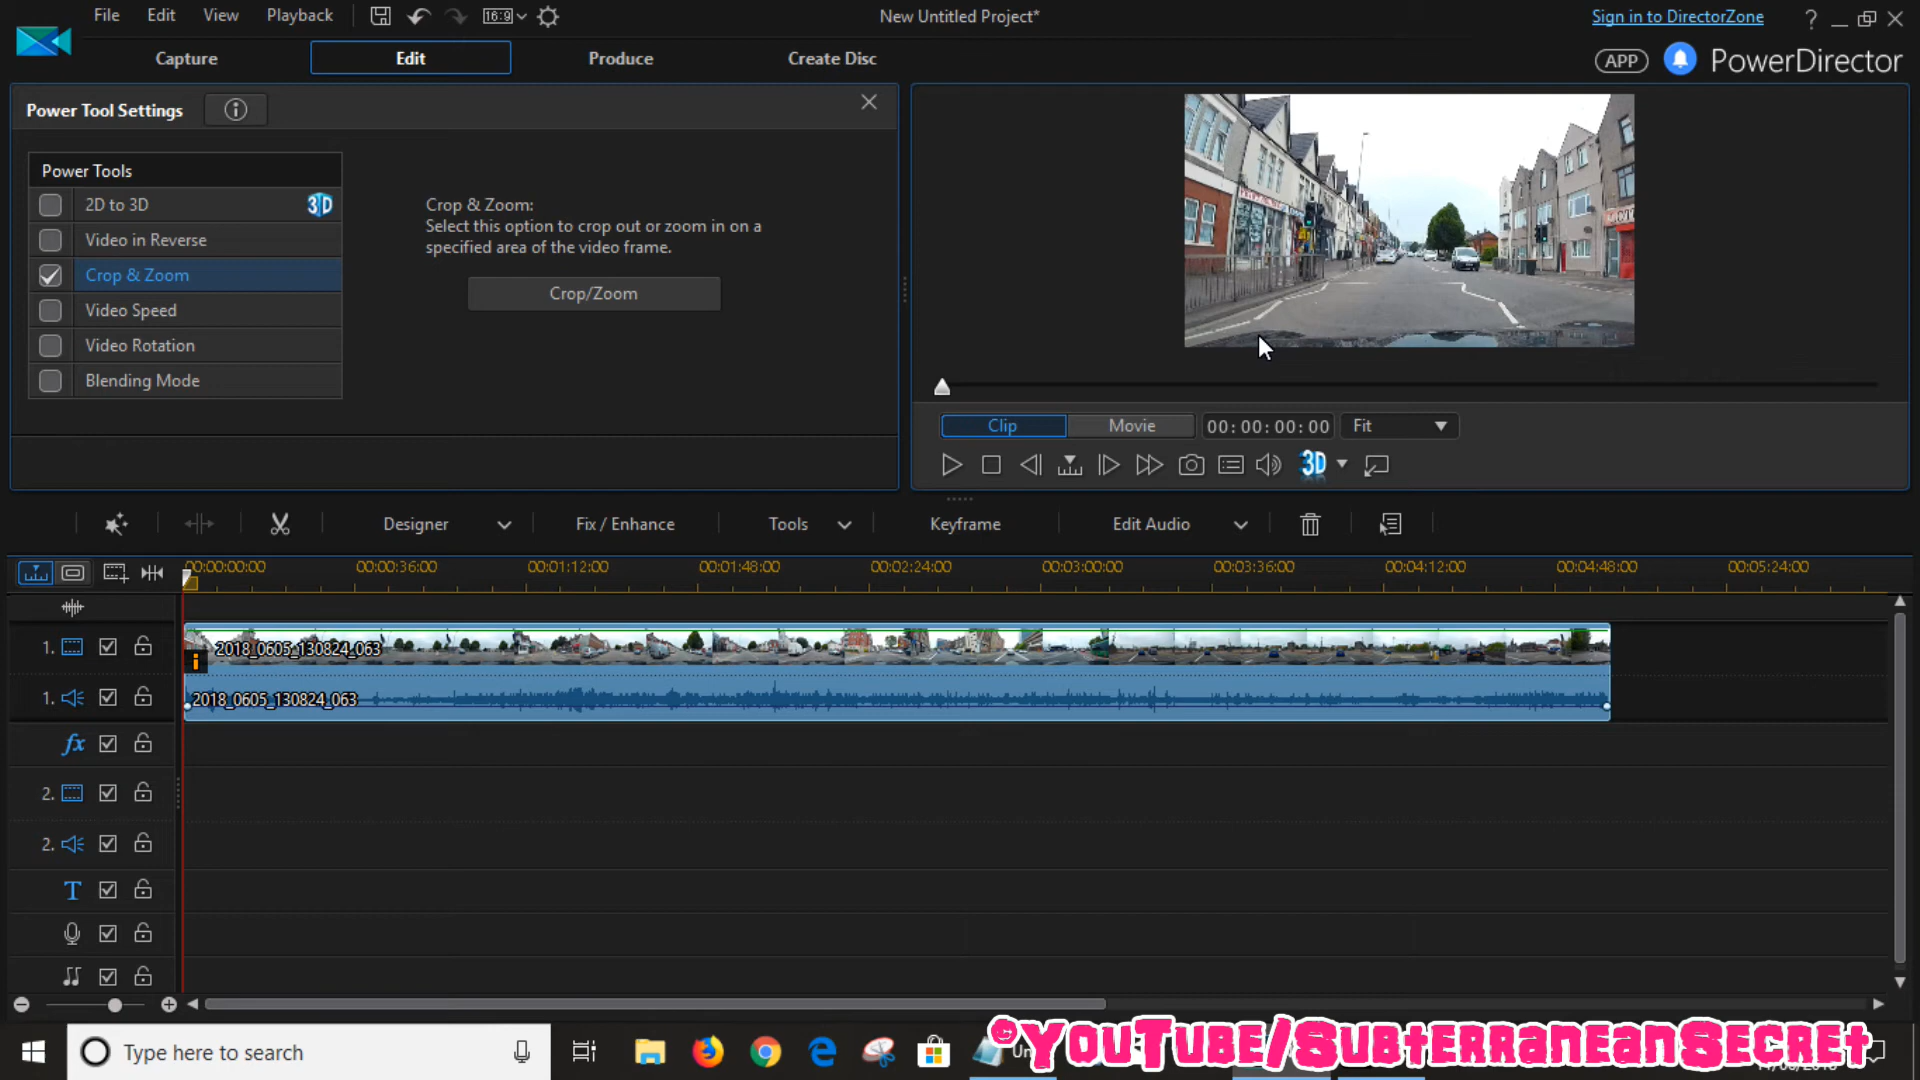 File Edit View Playback 16:9 New Untitled Project* Sign in to DirectorZone ?
Capture Edit Produce Create Disc APP PowerDirector
Power Tool Settings
Power Tools
2D to 3D 3D
Video in Reverse
Crop & Zoom
Video Speed
Video Rotation
Blending Mode
Crop & Zoom:
Select this option to crop out or zoom in on a
specified area of the video frame.
Crop/Zoom
Clip Movie 00:00:00:00 Fit
3D
Designer Fix / Enhance Tools Keyframe Edit Audio
00:00:00:00 00:00:36:00 00:01:12:00 00:01:48:00 00:02:24:00 00:03:00:00 00:03:36:00 00:04:12:00 00:04:48:00 00:05:24:00
1. 2018_0605_130824_063
1. 2018_0605_130824_063
fx
2.
2.
T
Type here to search
©YouTube/SubterraneanSecret